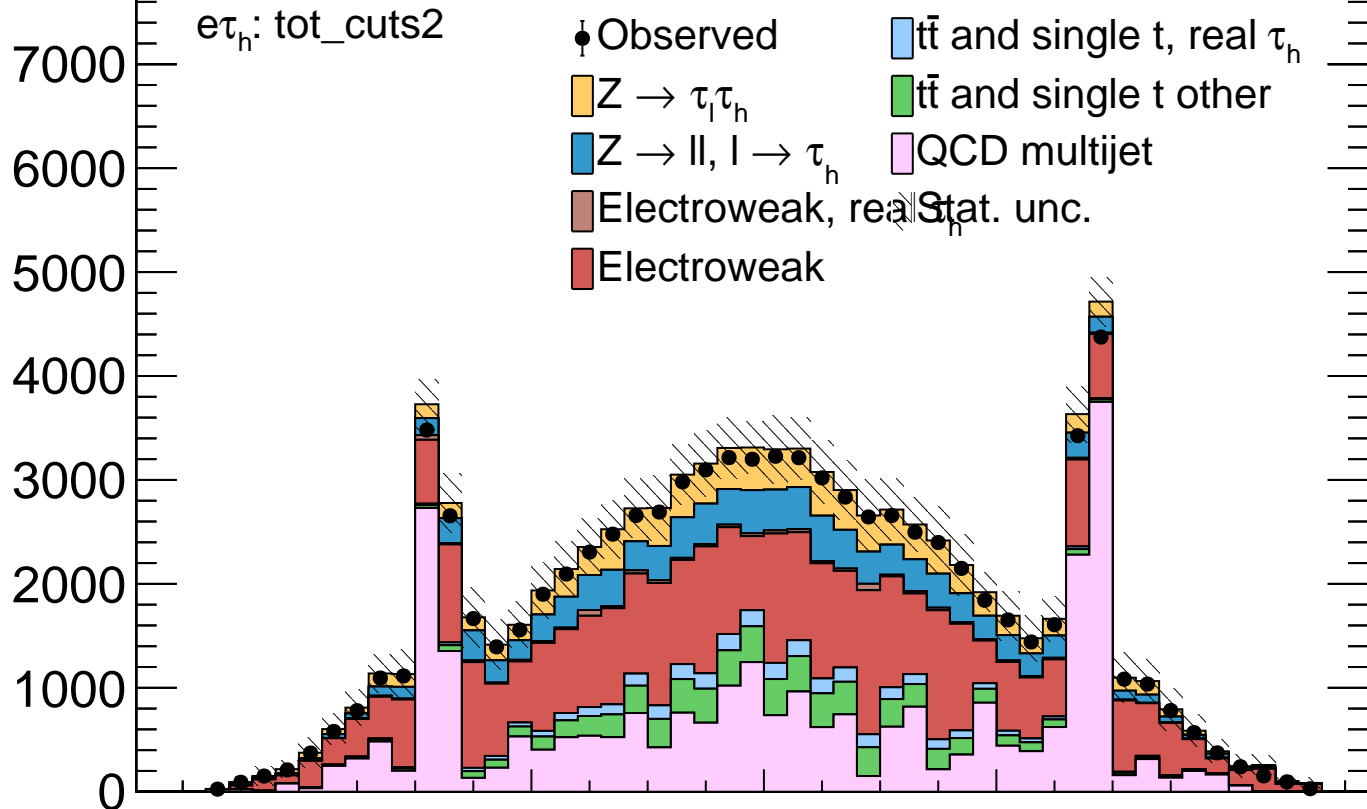 eτh: tot_cuts2
Observed
tt̄ and single t, real τh
Z → τlτh
tt̄ and single t other
Z → ll, l → τh
QCD multijet
Electroweak, real τh
Stat. unc.
Electroweak
7000
6000
5000
4000
3000
2000
1000
0